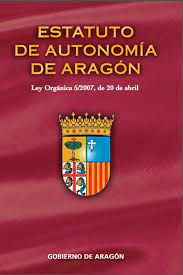 ESTATUTO
DE AUTONOMÍA
DE ARAGÓN
Ley Orgánica 5/2007, de 20 de abril
GOBIERNO DE ARAGÓN